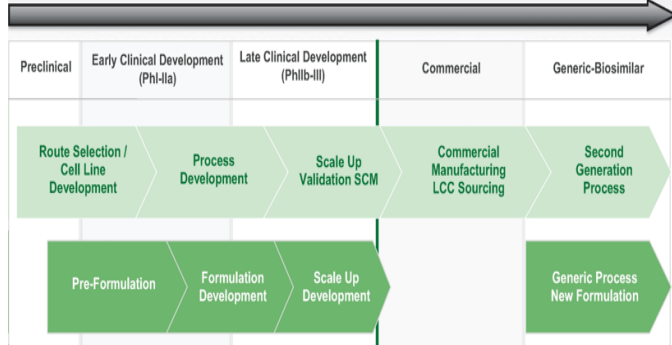 Preclinical
Early Clinical Development
(PhI-IIa)
Late Clinical Development
(PhIIb-III)
Commercial
Generic-Biosimilar
Route Selection /
Cell Line
Development
Process
Development
Scale Up
Validation SCM
Commercial
Manufacturing
LCC Sourcing
Second
Generation
Process
Pre-Formulation
Formulation
Development
Scale Up
Development
Generic Process
New Formulation